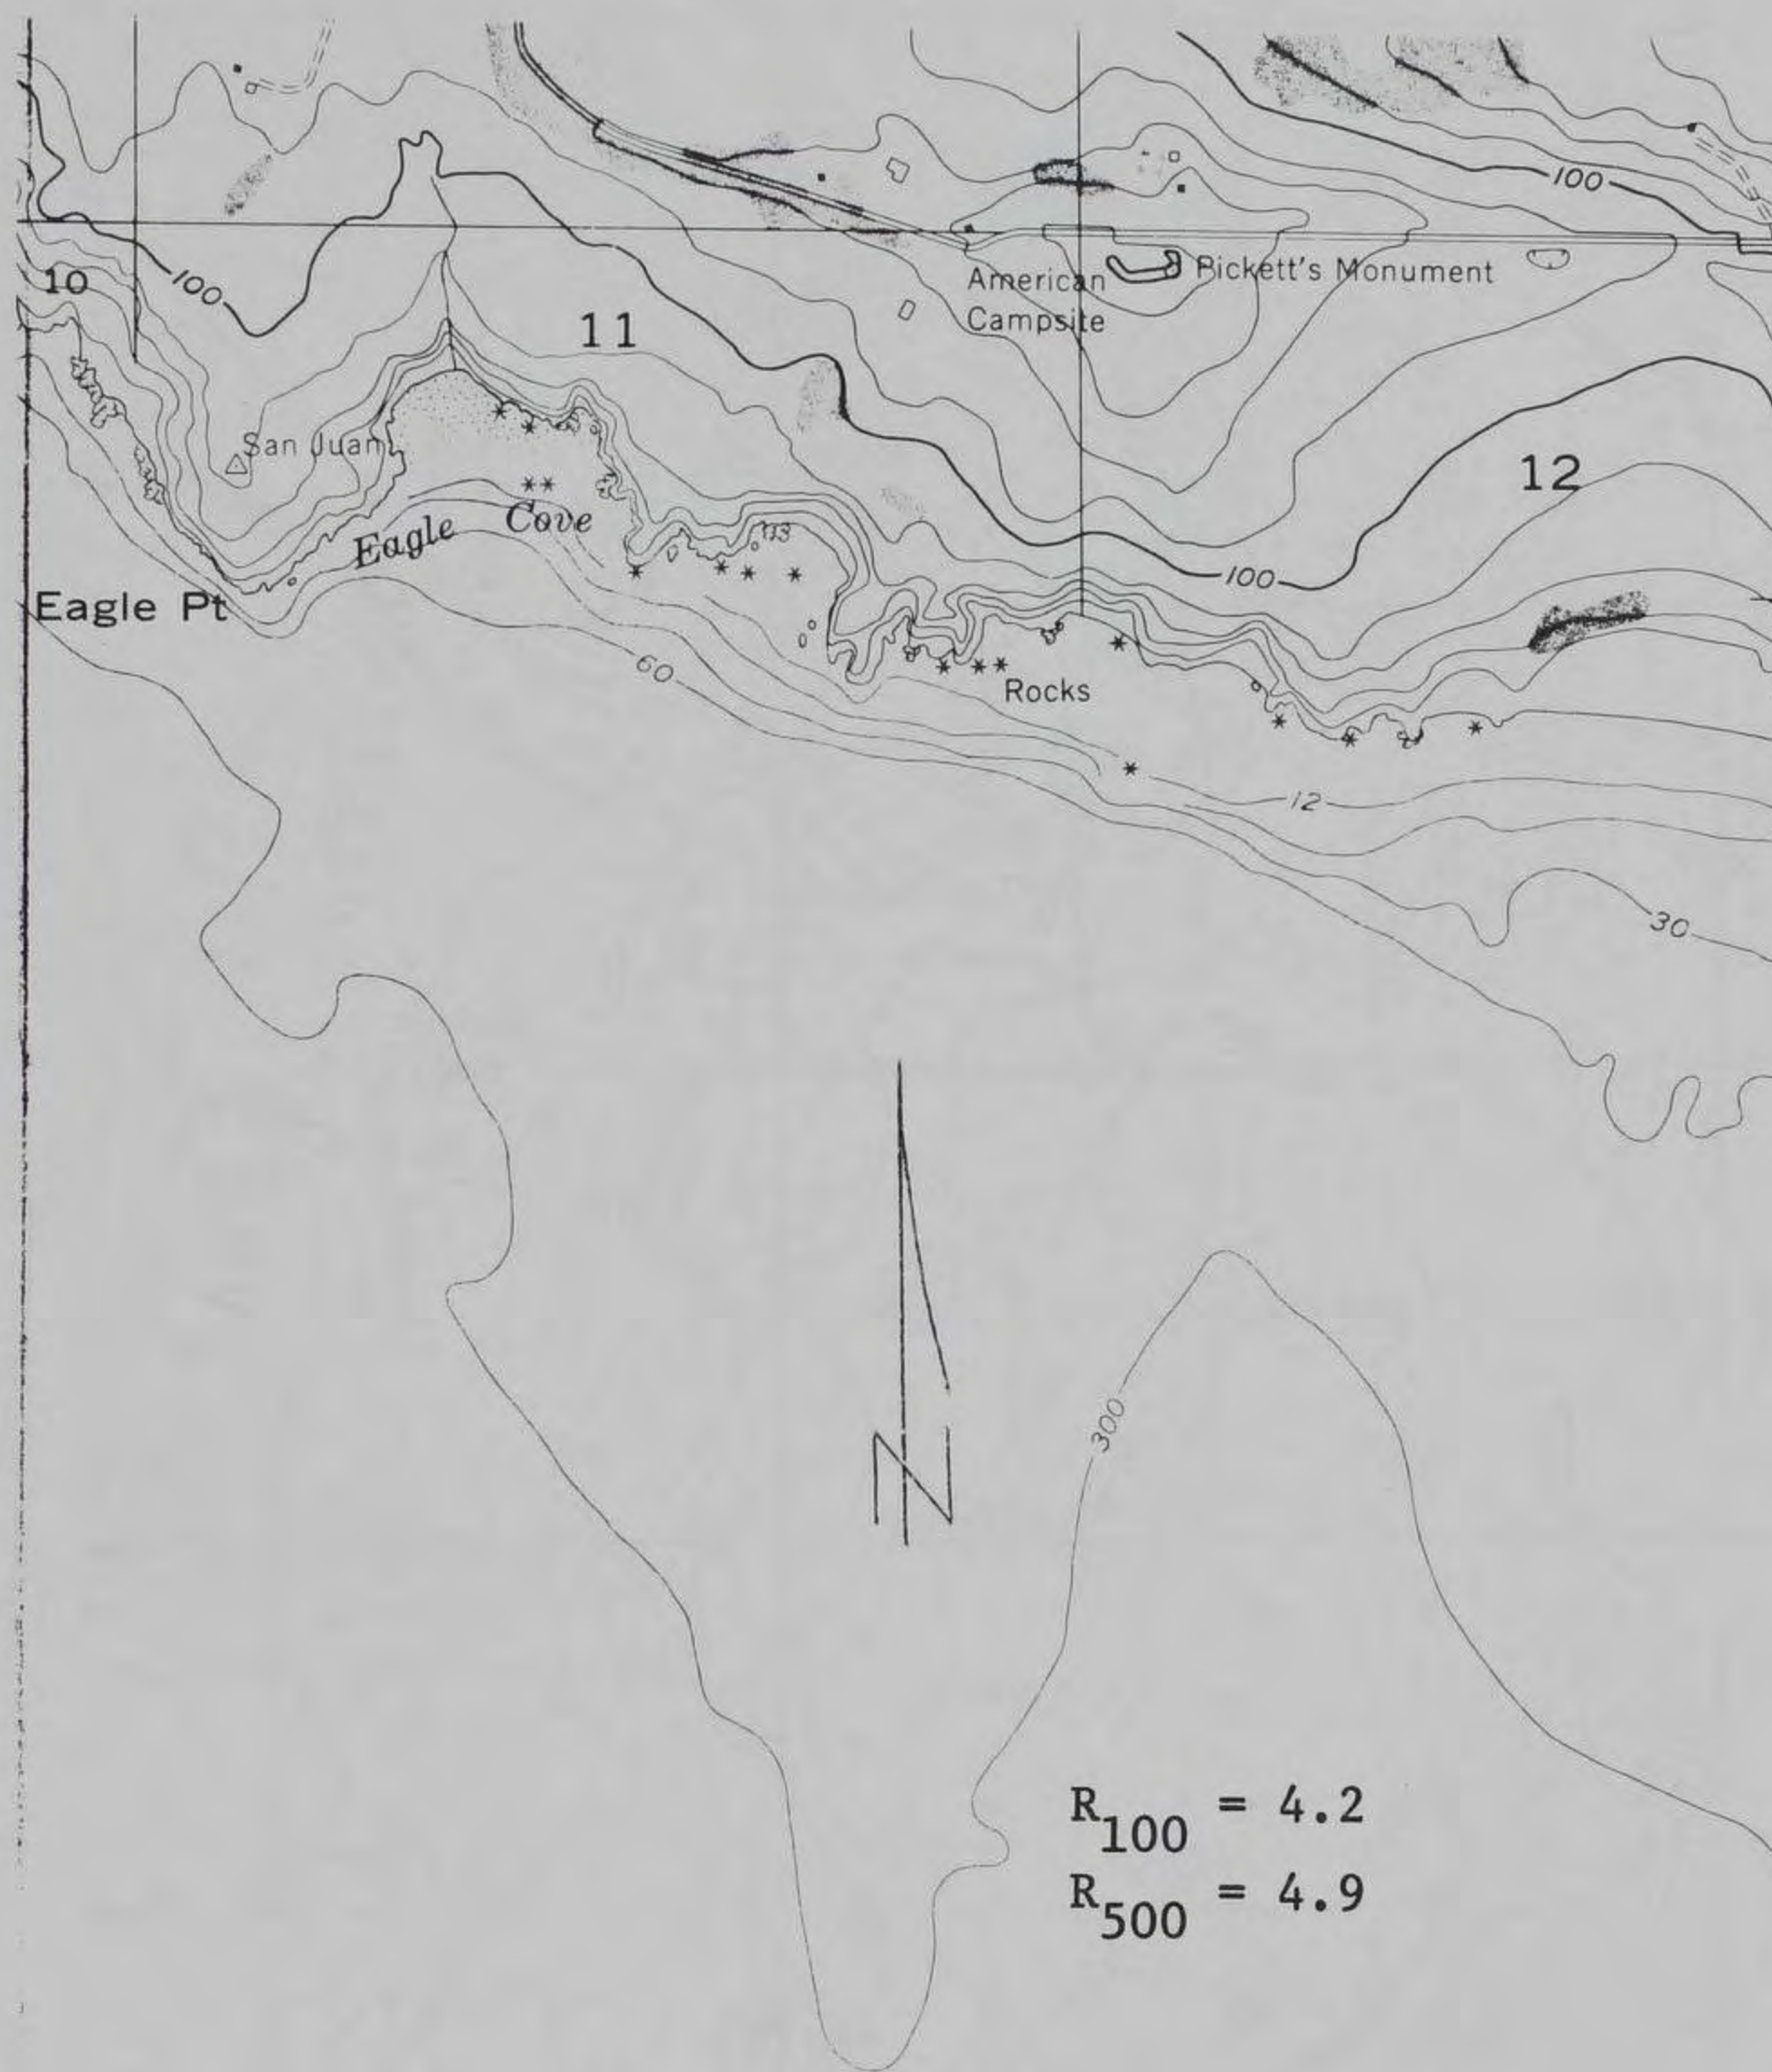 100
10
100
11
American
Campsite
Pickett's Monument
San Juan
12
Eagle Cove
Eagle Pt
100
60
Rocks
12
30
N
300
R100 = 4.2
R500 = 4.9